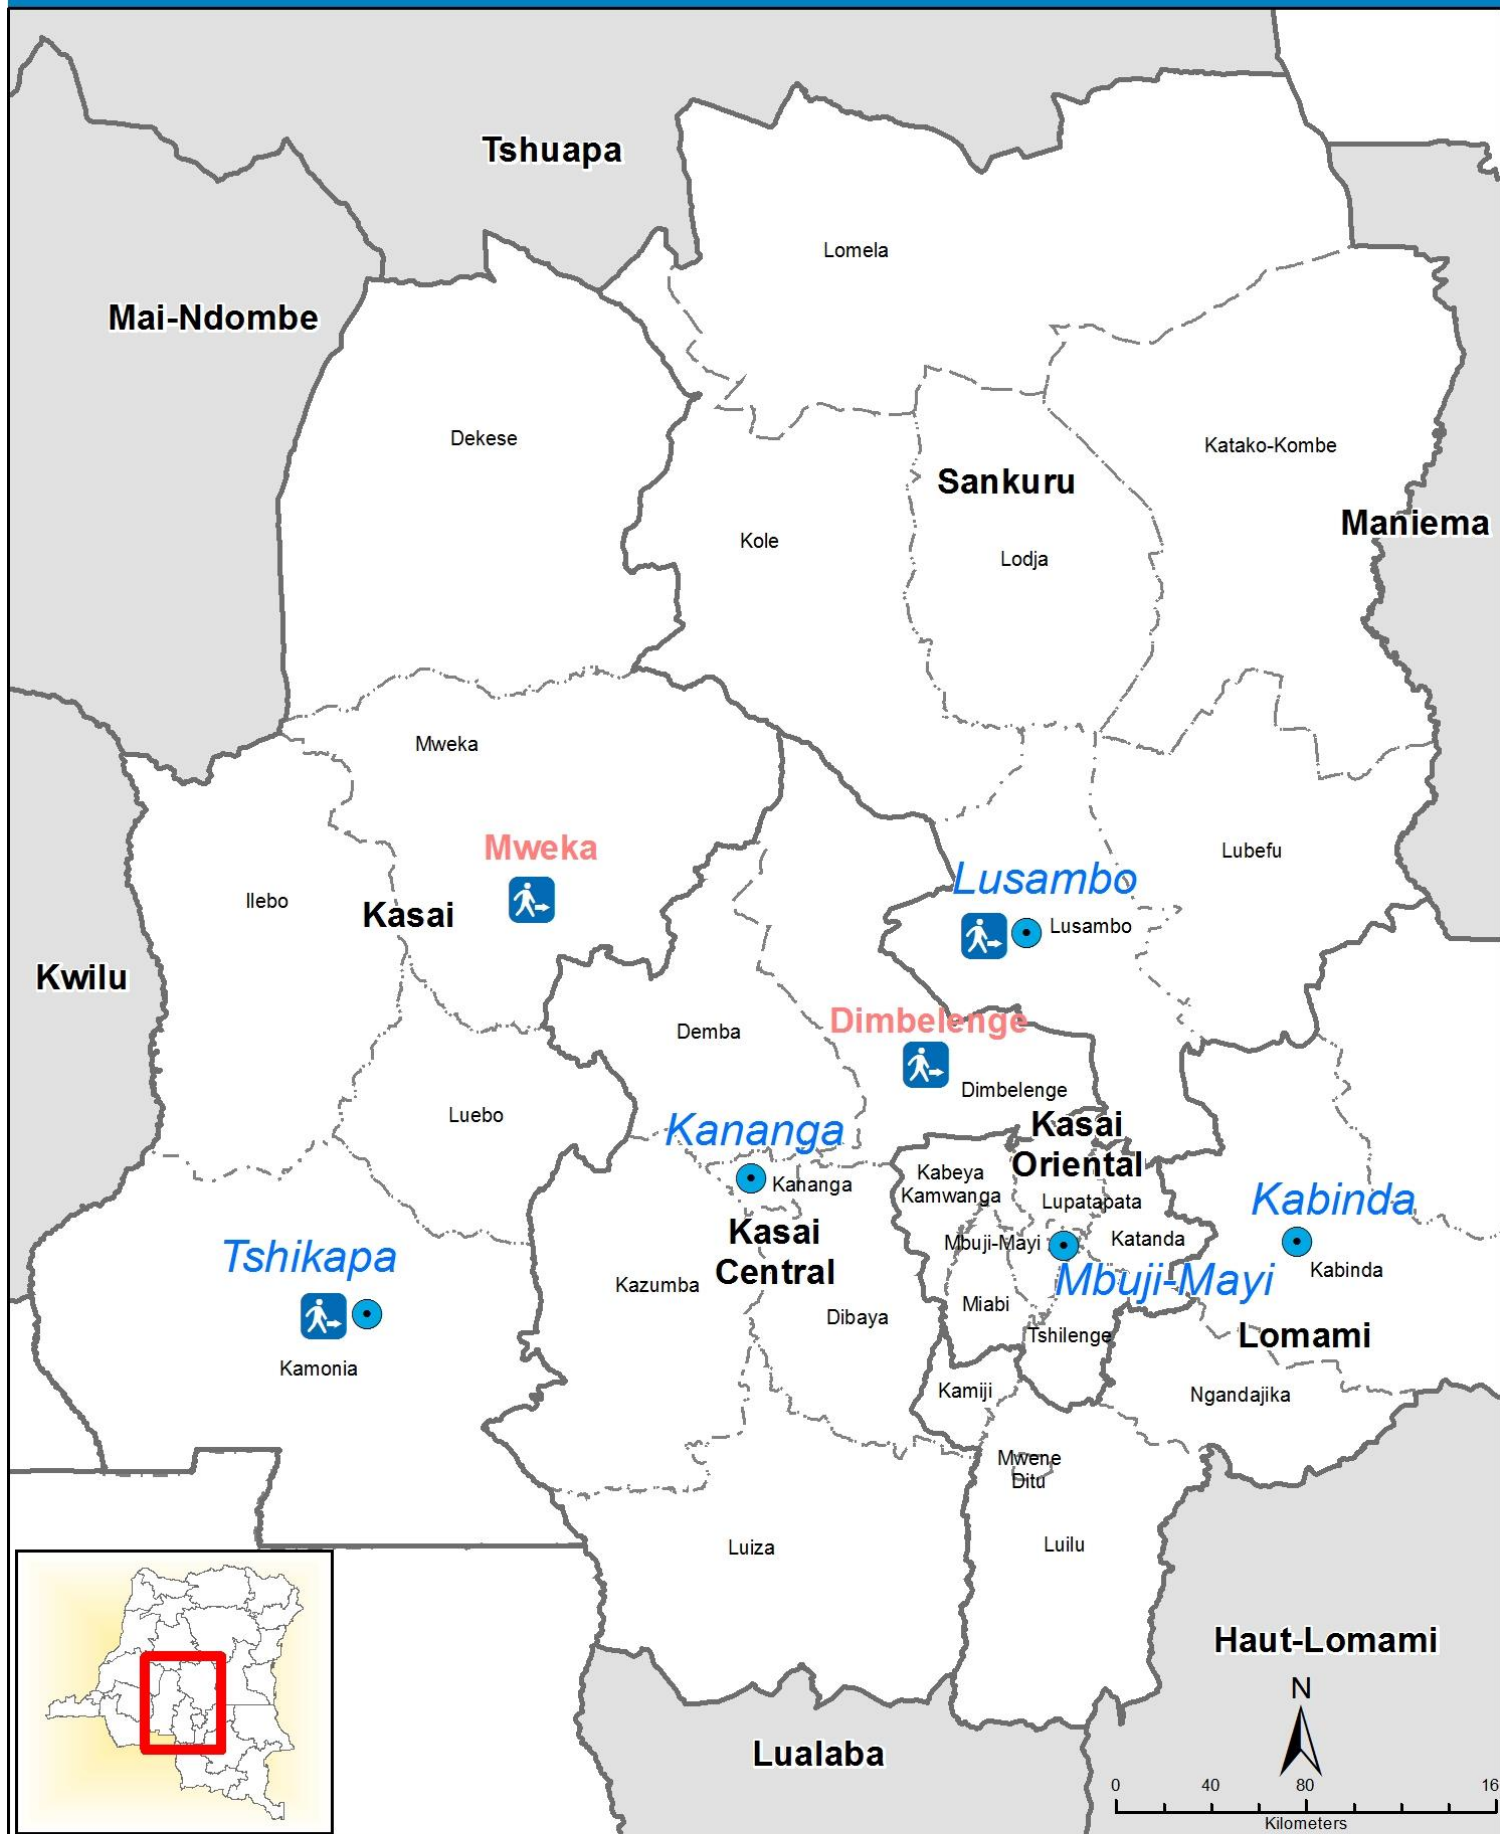 Tshuapa
Lomela
Mai-Ndombe
Dekese
Katako-Kombe
Sankuru
Maniema
Kole
Lodja
Mweka
Mweka
Lubefu
Lusambo
Ilebo
Kasai
Lusambo
Kwilu
Dimbelenge
Demba
Dimbelenge
Luebo
Kananga
Kasai
Oriental
Kabeya
Kamwanga
Kananga
Lupatapata
Kabinda
Kasai
Central
Mbuji-Mayi
Katanda
Tshikapa
Kabinda
Mbuji-Mayi
Kazumba
Miabi
Dibaya
Tshilenge
Lomami
Kamonia
Kamiji
Ngandajika
Mwene
Ditu
Luiza
Luilu
Haut-Lomami
N
Lualaba
0 40 80 16
Kilometers